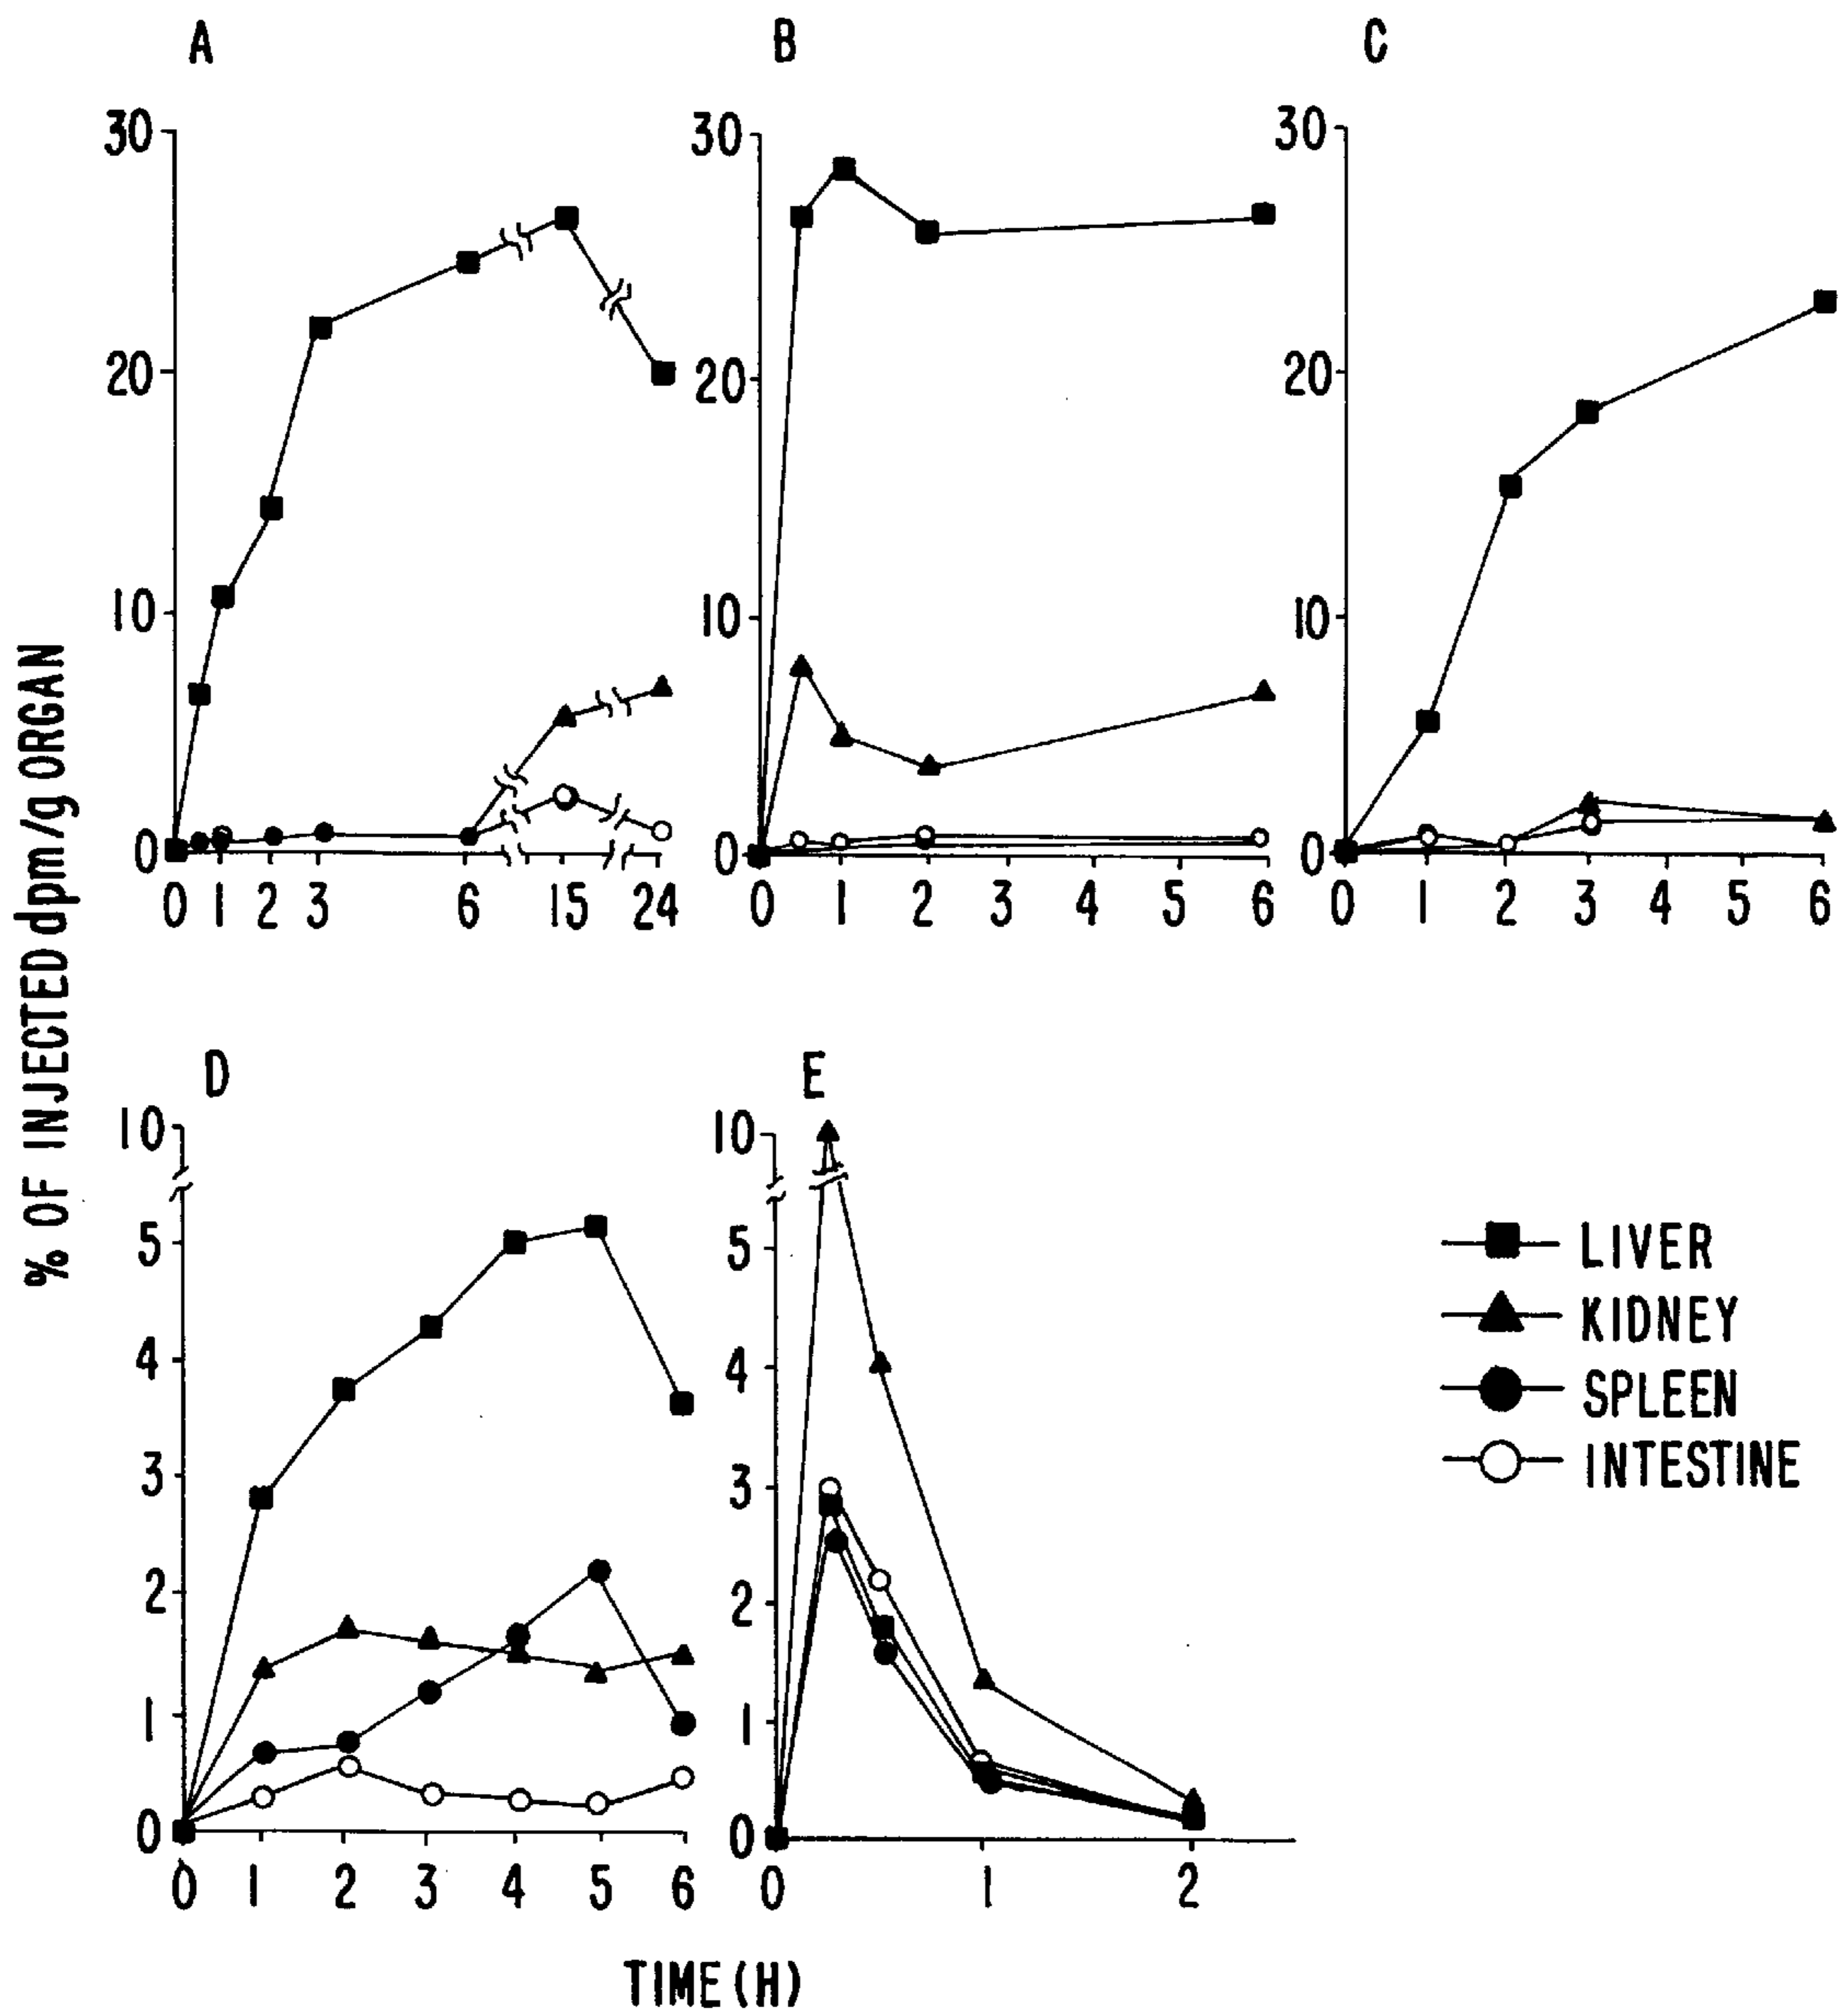 A B C
30 30 30
20 20 20
10 10 10
0 0 0
0 1 2 3 6 15 24 0 1 2 3 4 5 6 0 1 2 3 4 5 6
% OF INJECTED dpm/g ORGAN
D E
10 10
5 5
4 4
3 3
2 2
1 1
0 0
0 1 2 3 4 5 6 0 1 2
LIVER
KIDNEY
SPLEEN
INTESTINE
TIME (H)